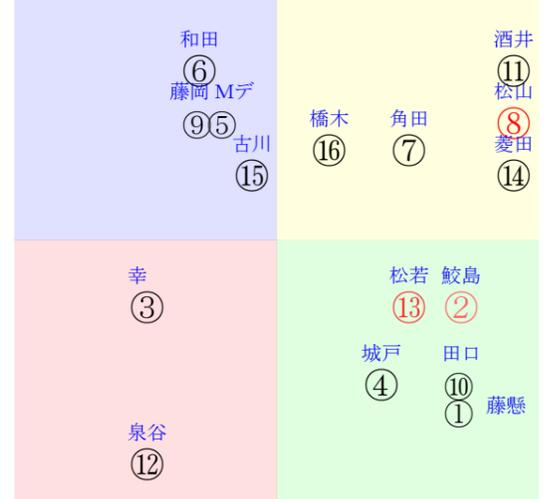 和田
⑥
藤岡 Mデ
⑨⑤
古川
⑮
酒井
⑪
松山
⑧
菱田
⑭
橋木
⑯
角田
⑦
幸
③
泉谷
⑫
松若 鮫島
⑬ ②
城戸 田口
④ ⑩
① 藤懸